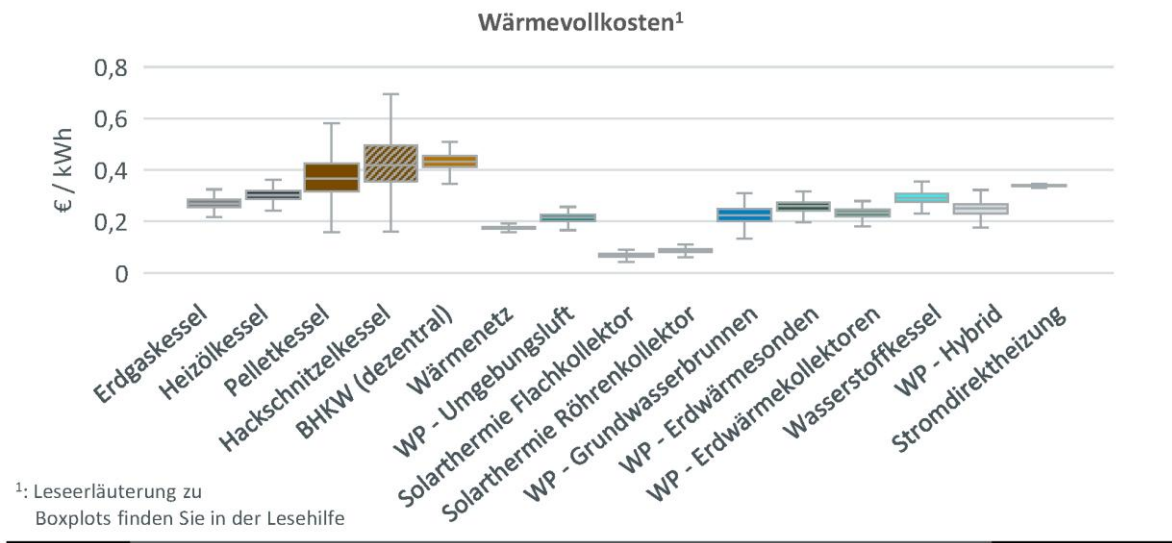 Wärmevollkosten¹
€ / kWh
0,8
0,6
0,4
0,2
0
Erdgaskessel
Heizölkessel
Pelletkessel
Hackschnitzelkessel
BHKW (dezentral)
Wärmenetz
WP - Umgebungsluft
Solarthermie Flachkollektor
Solarthermie Röhrenkollektor
WP - Grundwasserbrunnen
WP - Erdwärmesonden
WP - Erdwärmekollektoren
Wasserstoffkessel
WP - Hybrid
Stromdirektheizung
¹: Leseerläuterung zu
Boxplots finden Sie in der Lesehilfe